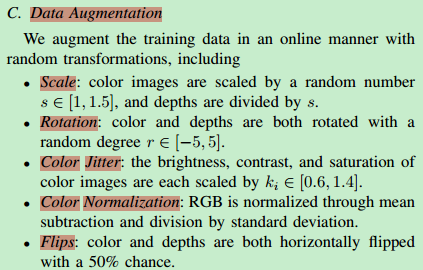 C. Data Augmentation
We augment the training data in an online manner with
random transformations, including
• Scale: color images are scaled by a random number
s ∈ [1, 1.5], and depths are divided by s.
• Rotation: color and depths are both rotated with a
random degree r ∈ [−5, 5].
• Color Jitter: the brightness, contrast, and saturation of
color images are each scaled by kᵢ ∈ [0.6, 1.4].
• Color Normalization: RGB is normalized through mean
subtraction and division by standard deviation.
• Flips: color and depths are both horizontally flipped
with a 50% chance.